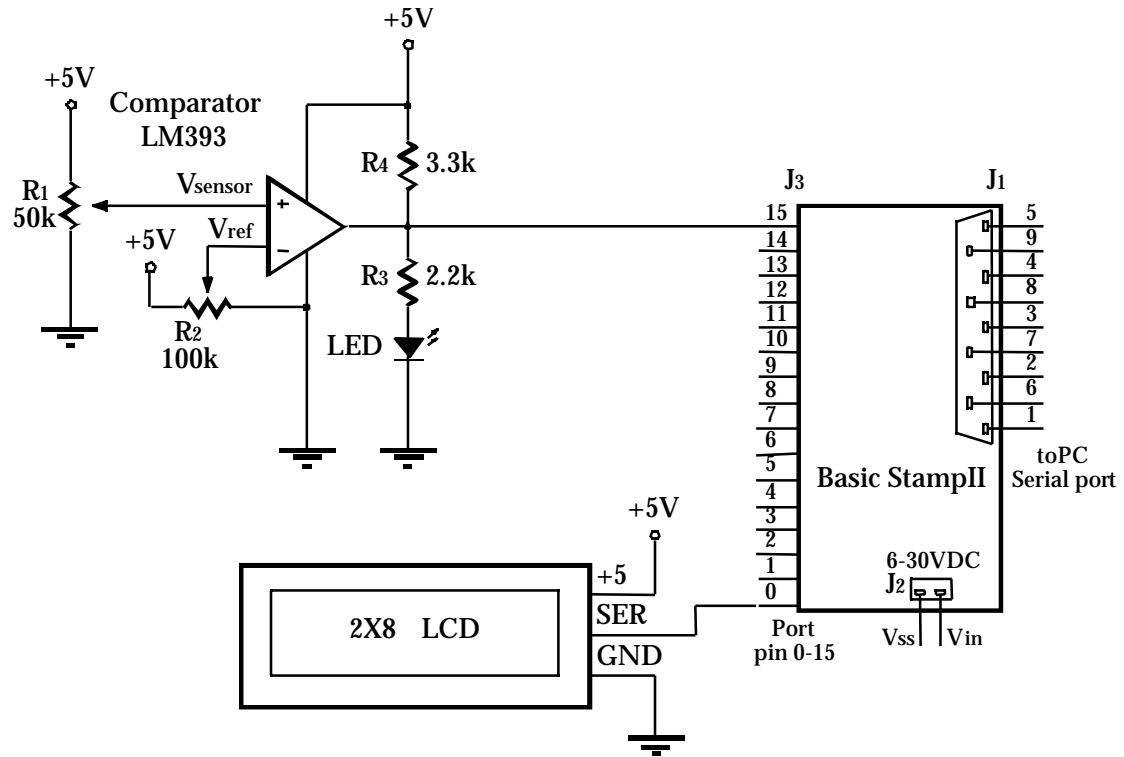 +5V
+5V
Comparator
LM393
R4 3.3k
R1
50k
Vsensor
+
Vref
–
+5V
R2
100k
R3 2.2k
LED
J3
J1
15
14
13
12
11
10
9
8
7
6
5
4
3
2
1
0
Port
pin 0-15
5
9
4
8
3
7
2
6
1
toPC
Serial port
Basic StampII
6-30VDC
J2
Vss
Vin
+5V
+5
SER
GND
2X8 LCD